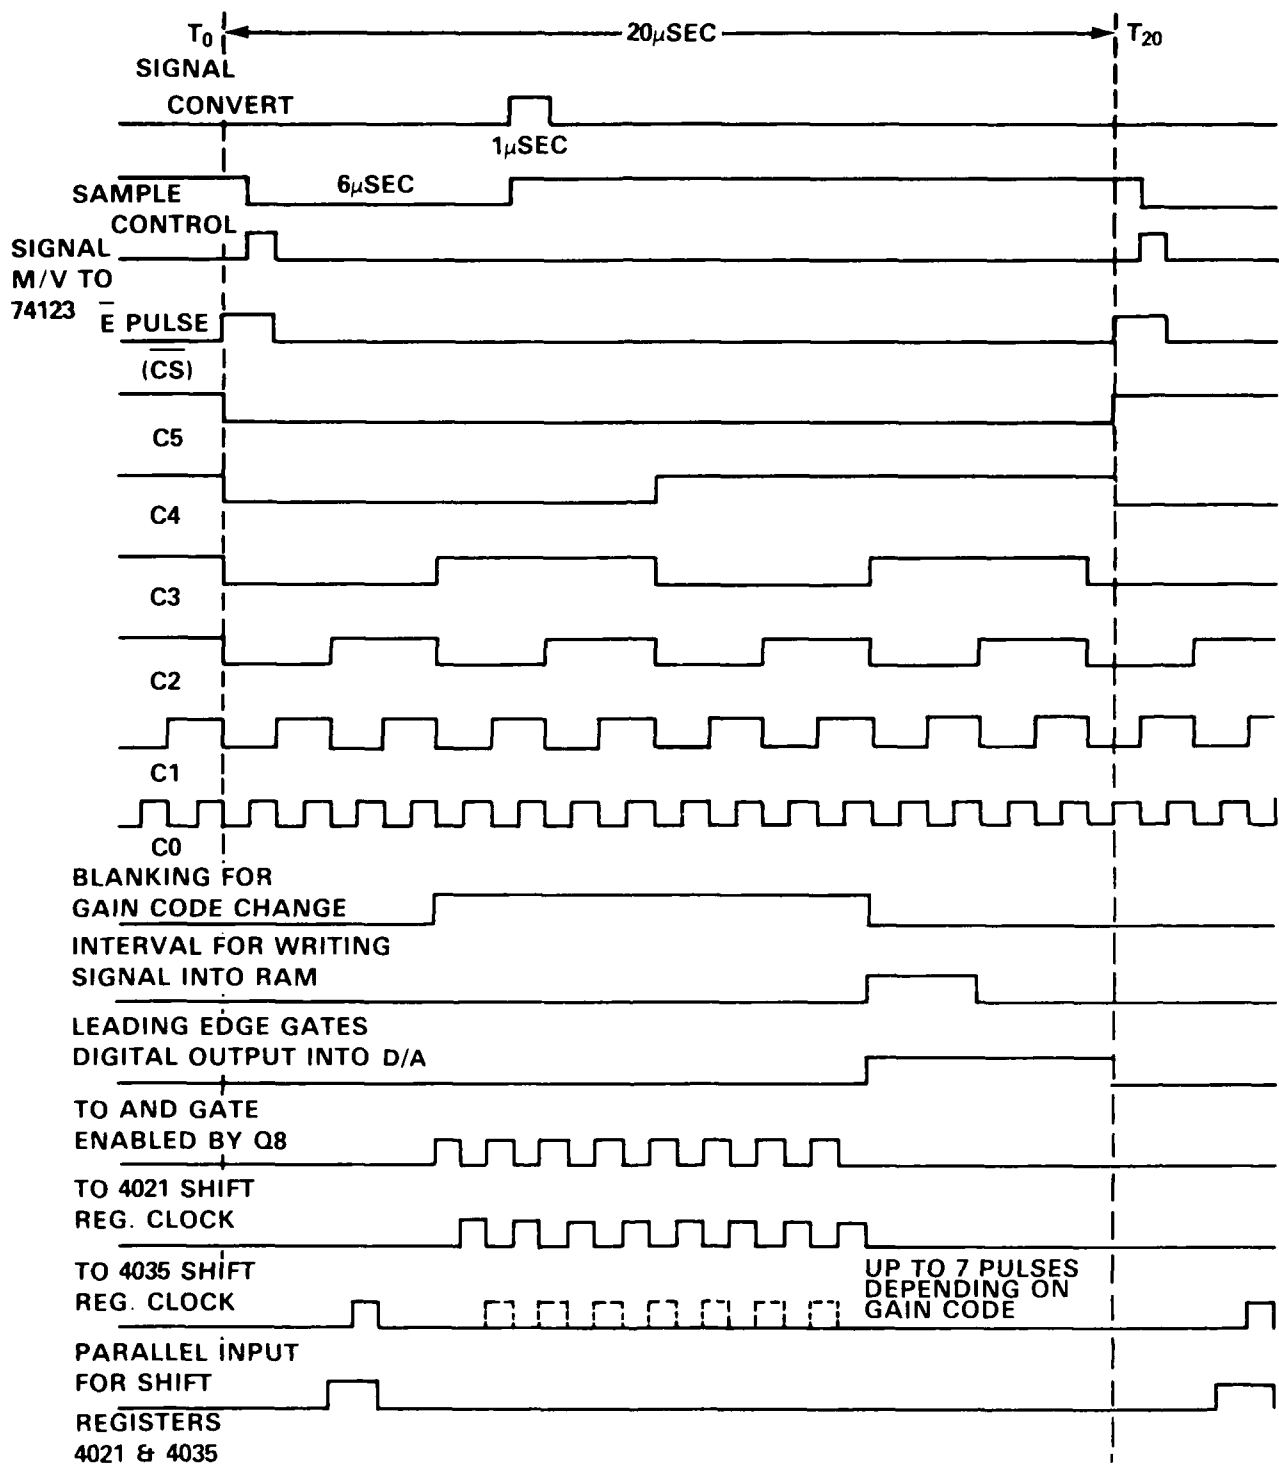 T0 20μSEC T20
SIGNAL
CONVERT
1μSEC
SAMPLE 6μSEC
CONTROL
SIGNAL
M/V TO
74123 E̅ PULSE
(C̅S̅)
C5
C4
C3
C2
C1
C0
BLANKING FOR
GAIN CODE CHANGE
INTERVAL FOR WRITING
SIGNAL INTO RAM
LEADING EDGE GATES
DIGITAL OUTPUT INTO D/A
TO AND GATE
ENABLED BY Q8
TO 4021 SHIFT
REG. CLOCK
TO 4035 SHIFT
REG. CLOCK
UP TO 7 PULSES
DEPENDING ON
GAIN CODE
PARALLEL INPUT
FOR SHIFT
REGISTERS
4021 & 4035